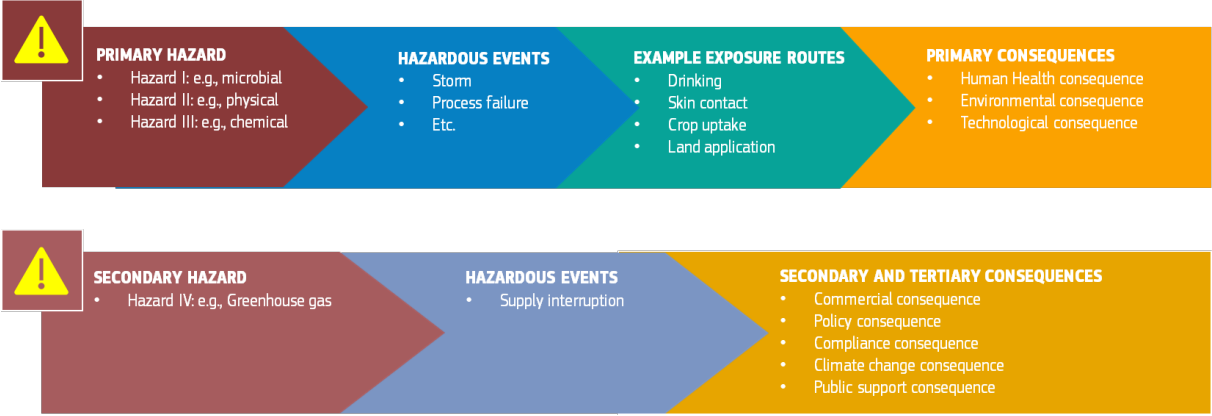 PRIMARY HAZARD
• Hazard I: e.g., microbial
• Hazard II: e.g., physical
• Hazard III: e.g., chemical
HAZARDOUS EVENTS
• Storm
• Process failure
• Etc.
EXAMPLE EXPOSURE ROUTES
• Drinking
• Skin contact
• Crop uptake
• Land application
PRIMARY CONSEQUENCES
• Human Health consequence
• Environmental consequence
• Technological consequence
SECONDARY HAZARD
• Hazard IV: e.g., Greenhouse gas
HAZARDOUS EVENTS
• Supply interruption
SECONDARY AND TERTIARY CONSEQUENCES
• Commercial consequence
• Policy consequence
• Compliance consequence
• Climate change consequence
• Public support consequence